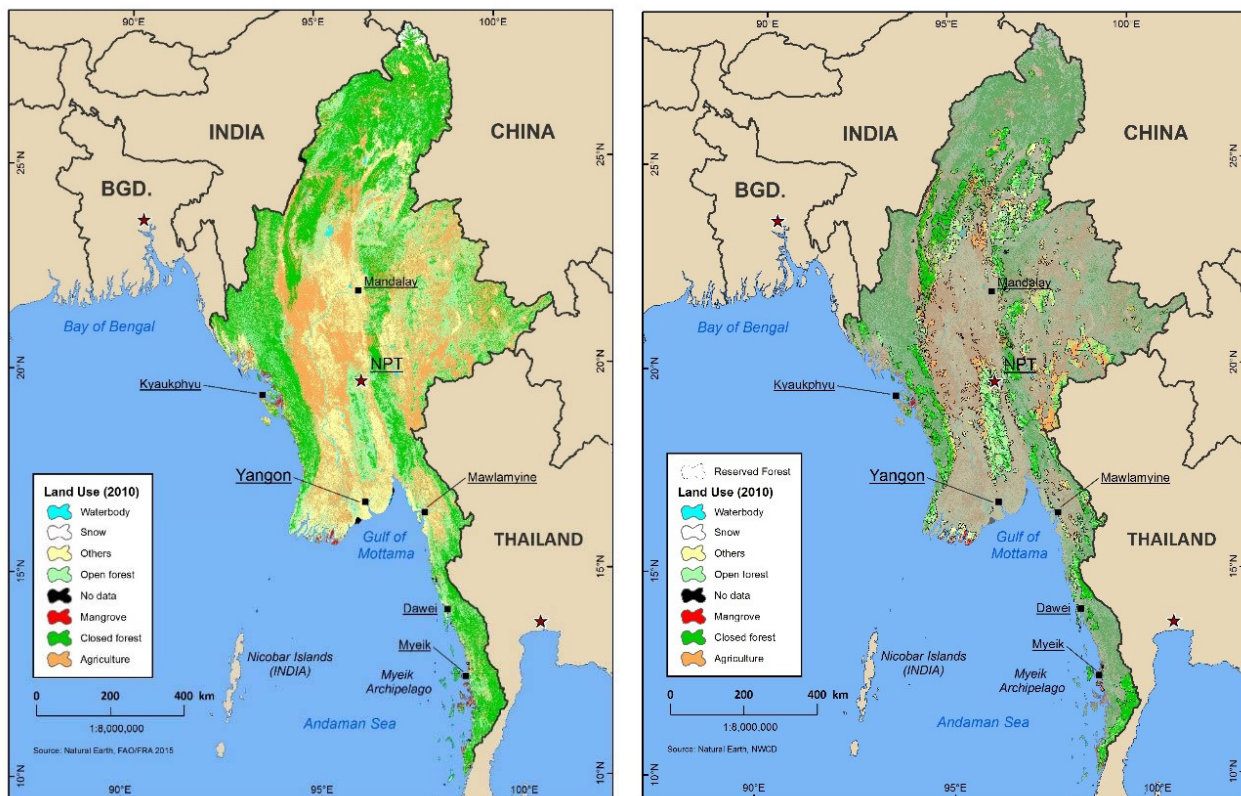 90°E
95°E
100°E
INDIA
CHINA
25°N
25°N
BGD.
Mandalay
Bay of Bengal
20°N
20°N
NPT
Kyaukphyu
Yangon
Mawlamyine
Land Use (2010)
Waterbody
Snow
Others
Open forest
No data
Mangrove
Closed forest
Agriculture
Gulf of
Mottama
THAILAND
15°N
15°N
Dawei
Myeik
Nicobar Islands
(INDIA)
Myeik
Archipelago
0 200 400 km
1:8,000,000
Andaman Sea
Source: Natural Earth, FAO/FRA 2015
10°N
10°N
90°E
95°E
100°E
90°E
95°E
100°E
INDIA
CHINA
25°N
25°N
BGD.
Mandalay
Bay of Bengal
20°N
20°N
NPT
Kyaukphyu
Yangon
Mawlamyine
Reserved Forest
Land Use (2010)
Waterbody
Snow
Others
Open forest
No data
Mangrove
Closed forest
Agriculture
Gulf of
Mottama
THAILAND
15°N
15°N
Dawei
Myeik
Nicobar Islands
(INDIA)
Myeik
Archipelago
0 200 400 km
1:8,000,000
Andaman Sea
Source: Natural Earth, NWCD
10°N
10°N
90°E
95°E
100°E